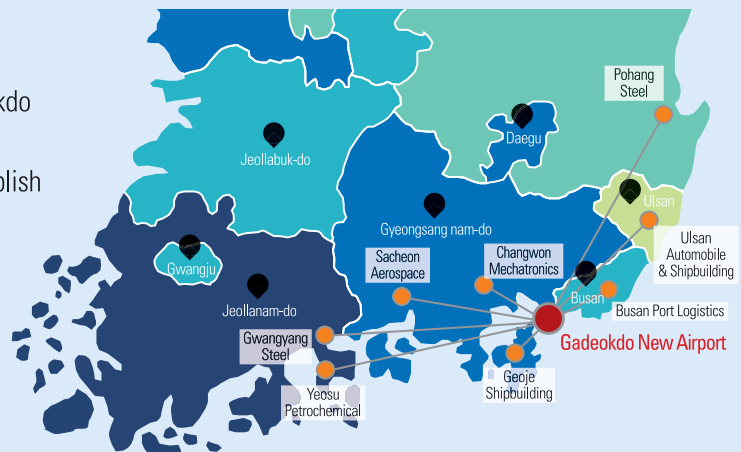 kdo
olish
Pohang
Steel
Daegu
Jeollabuk-do
Ulsan
Gyeongsang nam-do
Ulsan
Automobile
& Shipbuilding
Sacheon
Aerospace
Changwon
Mechatronics
Gwangju
Busan
Jeollanam-do
Busan Port Logistics
Gwangyang
Steel
Gadeokdo New Airport
Geoje
Shipbuilding
Yeosu
Petrochemical